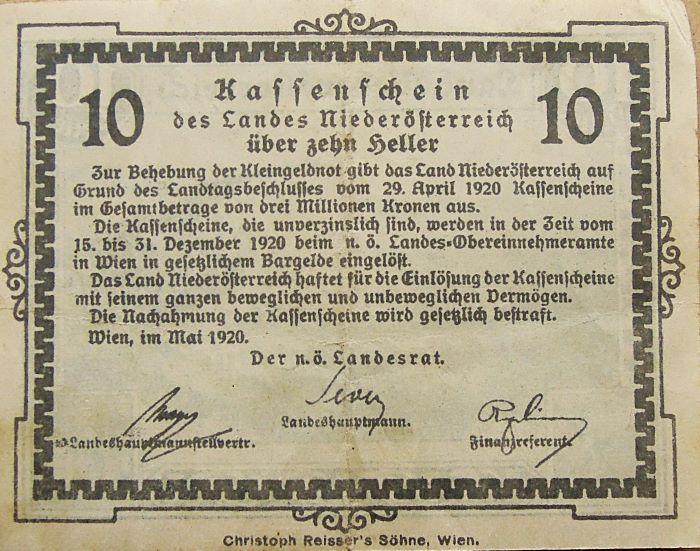 Kassenschein
10 des Landes Niederösterreich 10
über zehn Heller
Zur Behebung der Kleingeldnot gibt das Land Niederösterreich auf
Grund des Landtagsbeschlusses vom 29. April 1920 Kassenscheine
im Gesamtbetrage von drei Millionen Kronen aus.
Die Kassenscheine, die unverzinslich sind, werden in der Zeit vom
15. bis 31. Dezember 1920 beim n. ö. Landes-Obereinnehmeramte
in Wien in gesetzlichem Bargelde eingelöst.
Das Land Niederösterreich haftet für die Einlösung der Kassenscheine
mit seinem ganzen beweglichen und unbeweglichen Vermögen.
Die Nachahmung der Kassenscheine wird gesetzlich bestraft.
Wien, im Mai 1920.
Der n. ö. Landesrat.
Landeshauptmann.
Landeshauptmannstellvertr.
Finanzreferent.
Christoph Reisser's Söhne, Wien.